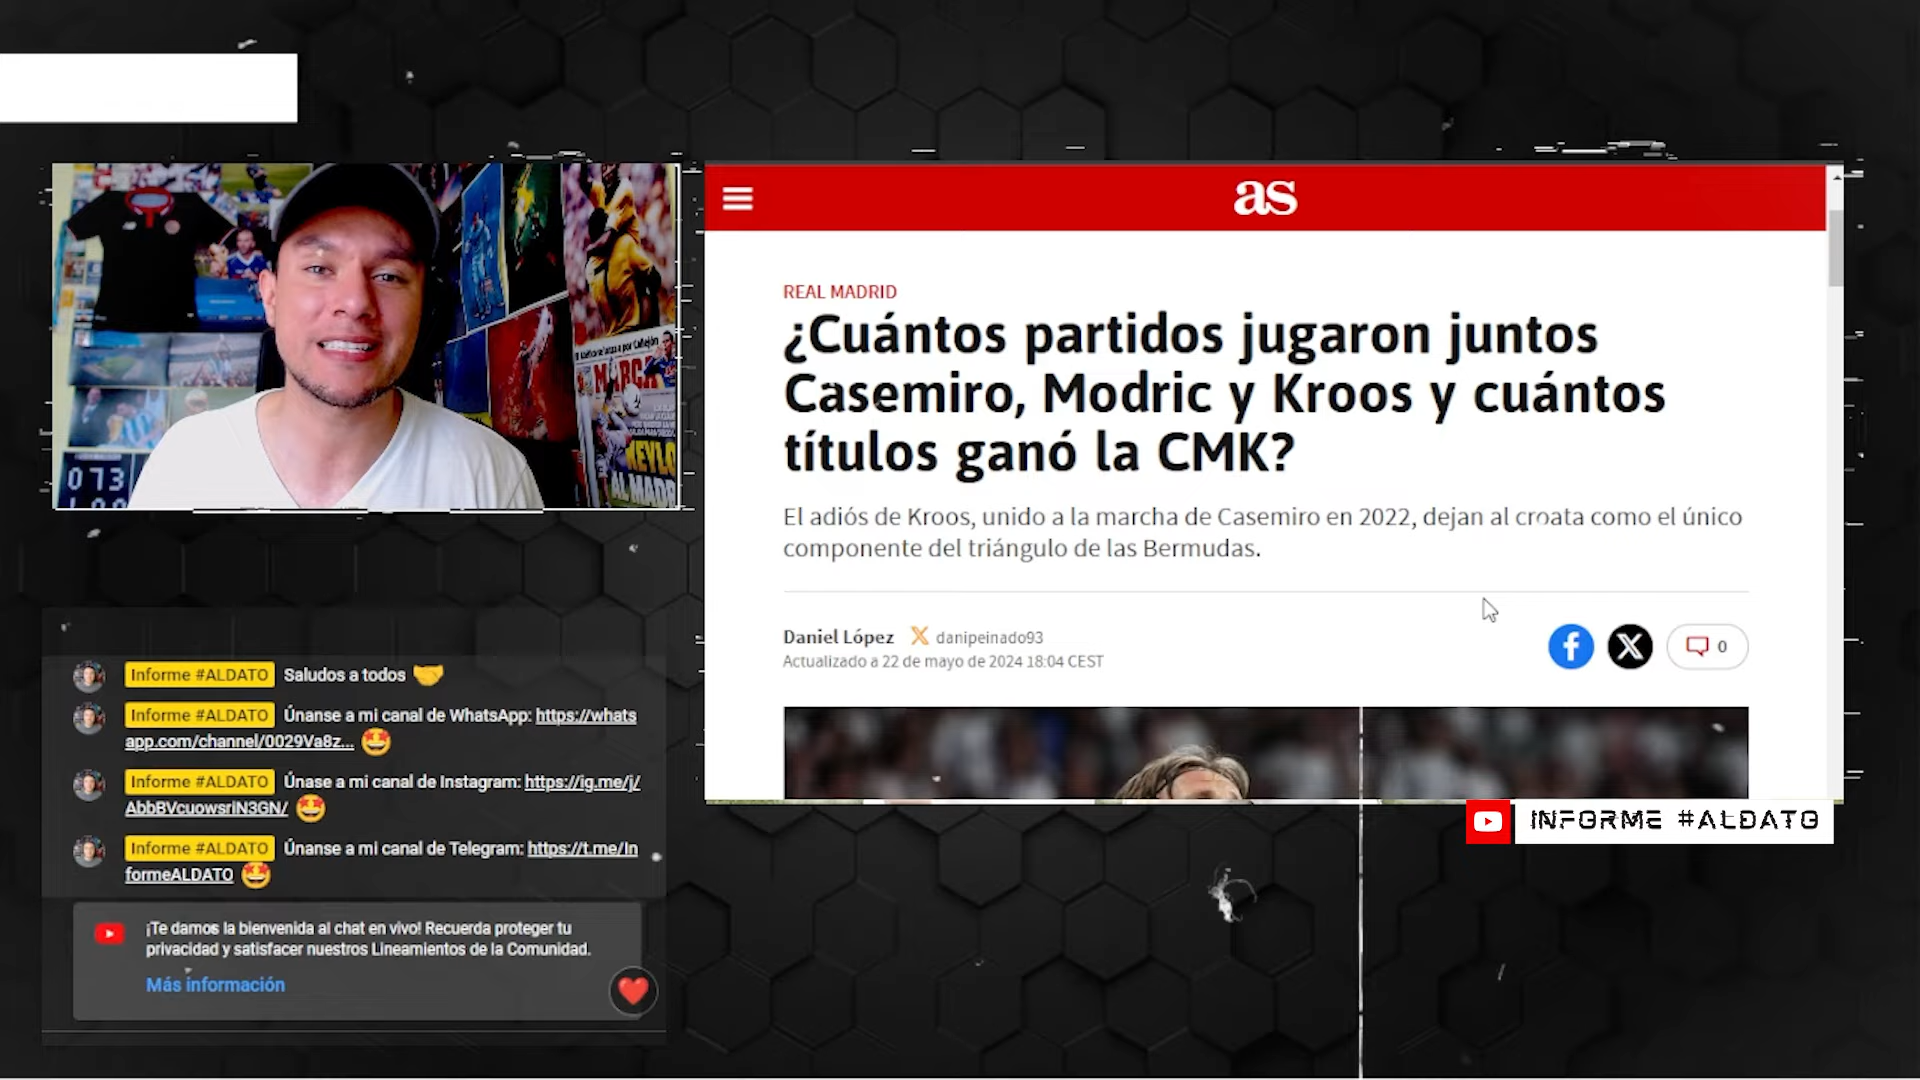 as
REAL MADRID
¿Cuántos partidos jugaron juntos
Casemiro, Modric y Kroos y cuántos
títulos ganó la CMK?
El adiós de Kroos, unido a la marcha de Casemiro en 2022, dejan al croata como el único
componente del triángulo de las Bermudas.
Daniel López X danipeinado93
Actualizado a 22 de mayo de 2024 18:04 CEST
0
INFORME #ALDATO
MARCA
KEYLOR
AL MADRID
073
Informe #ALDATO Saludos a todos
Informe #ALDATO Únanse a mi canal de WhatsApp: https://whats
app.com/channel/0029Va8z...
Informe #ALDATO Únase a mi canal de Instagram: https://ig.me/j/
AbbBVcuowsriN3GN/
Informe #ALDATO Únanse a mi canal de Telegram: https://t.me/In
formeALDATO
¡Te damos la bienvenida al chat en vivo! Recuerda proteger tu
privacidad y satisfacer nuestros Lineamientos de la Comunidad.
Más información